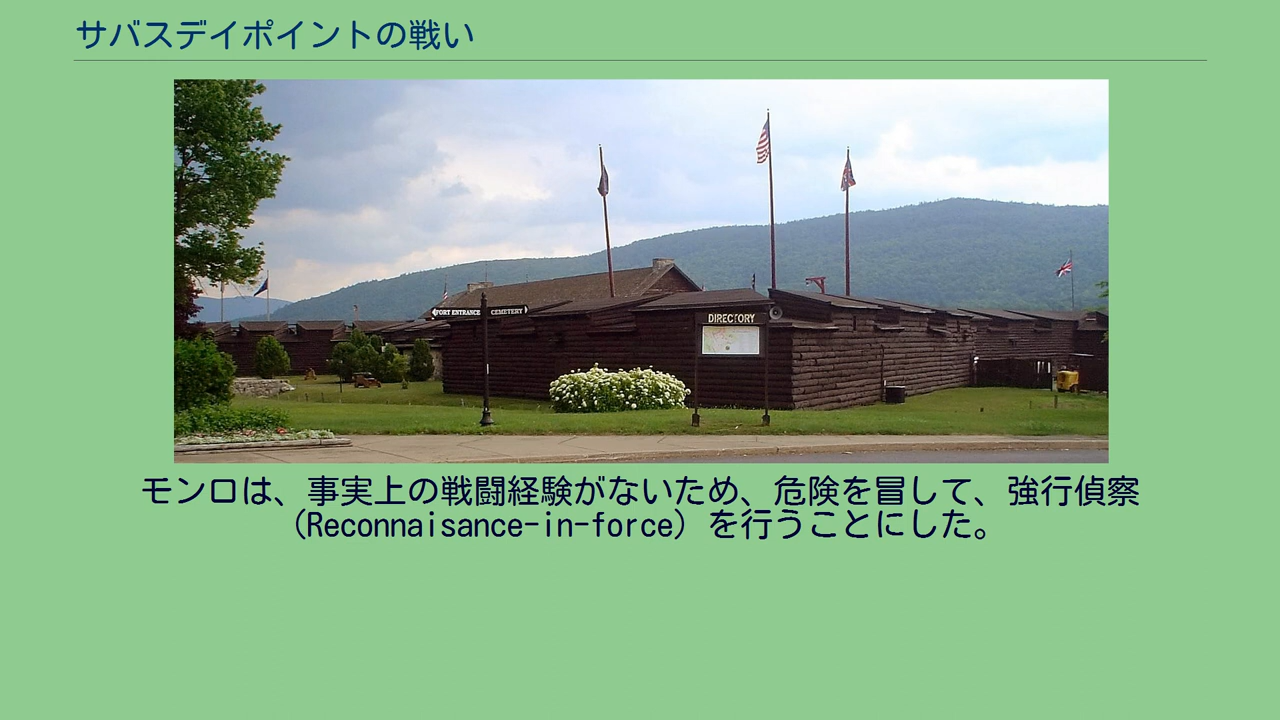 サバスデイポイントの戦い
FORT ENTRANCE CEMETERY
DIRECTORY
モンロは、事実上の戦闘経験がないため、危険を冒して、強行偵察
(Reconnaisance-in-force) を行うことにした。